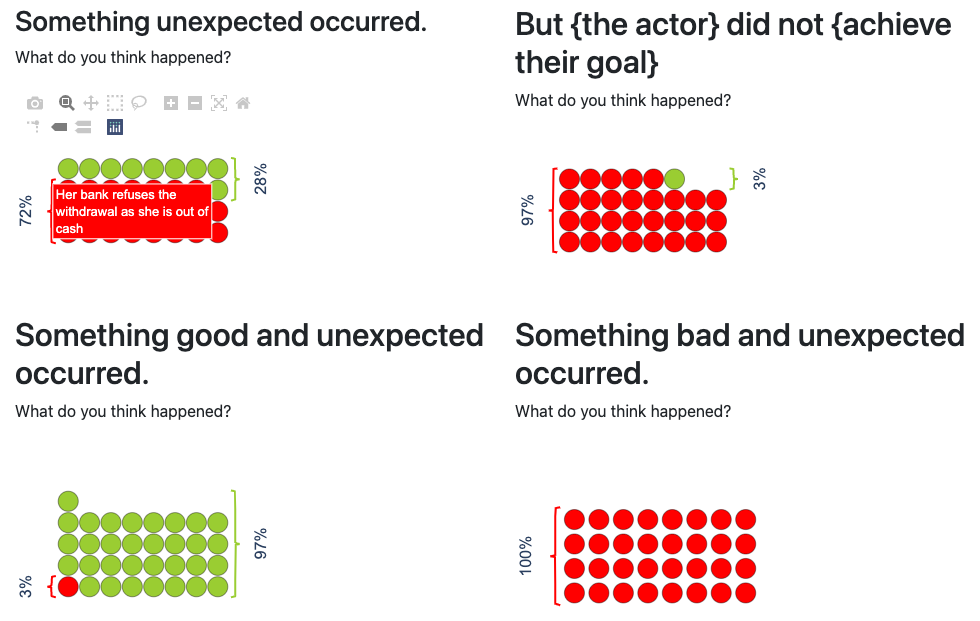 Something unexpected occurred.
What do you think happened?
72%
Her bank refuses the
withdrawal as she is out of
cash
28%
But {the actor} did not {achieve
their goal}
What do you think happened?
97%
3%
Something good and unexpected
occurred.
What do you think happened?
3%
97%
Something bad and unexpected
occurred.
What do you think happened?
100%